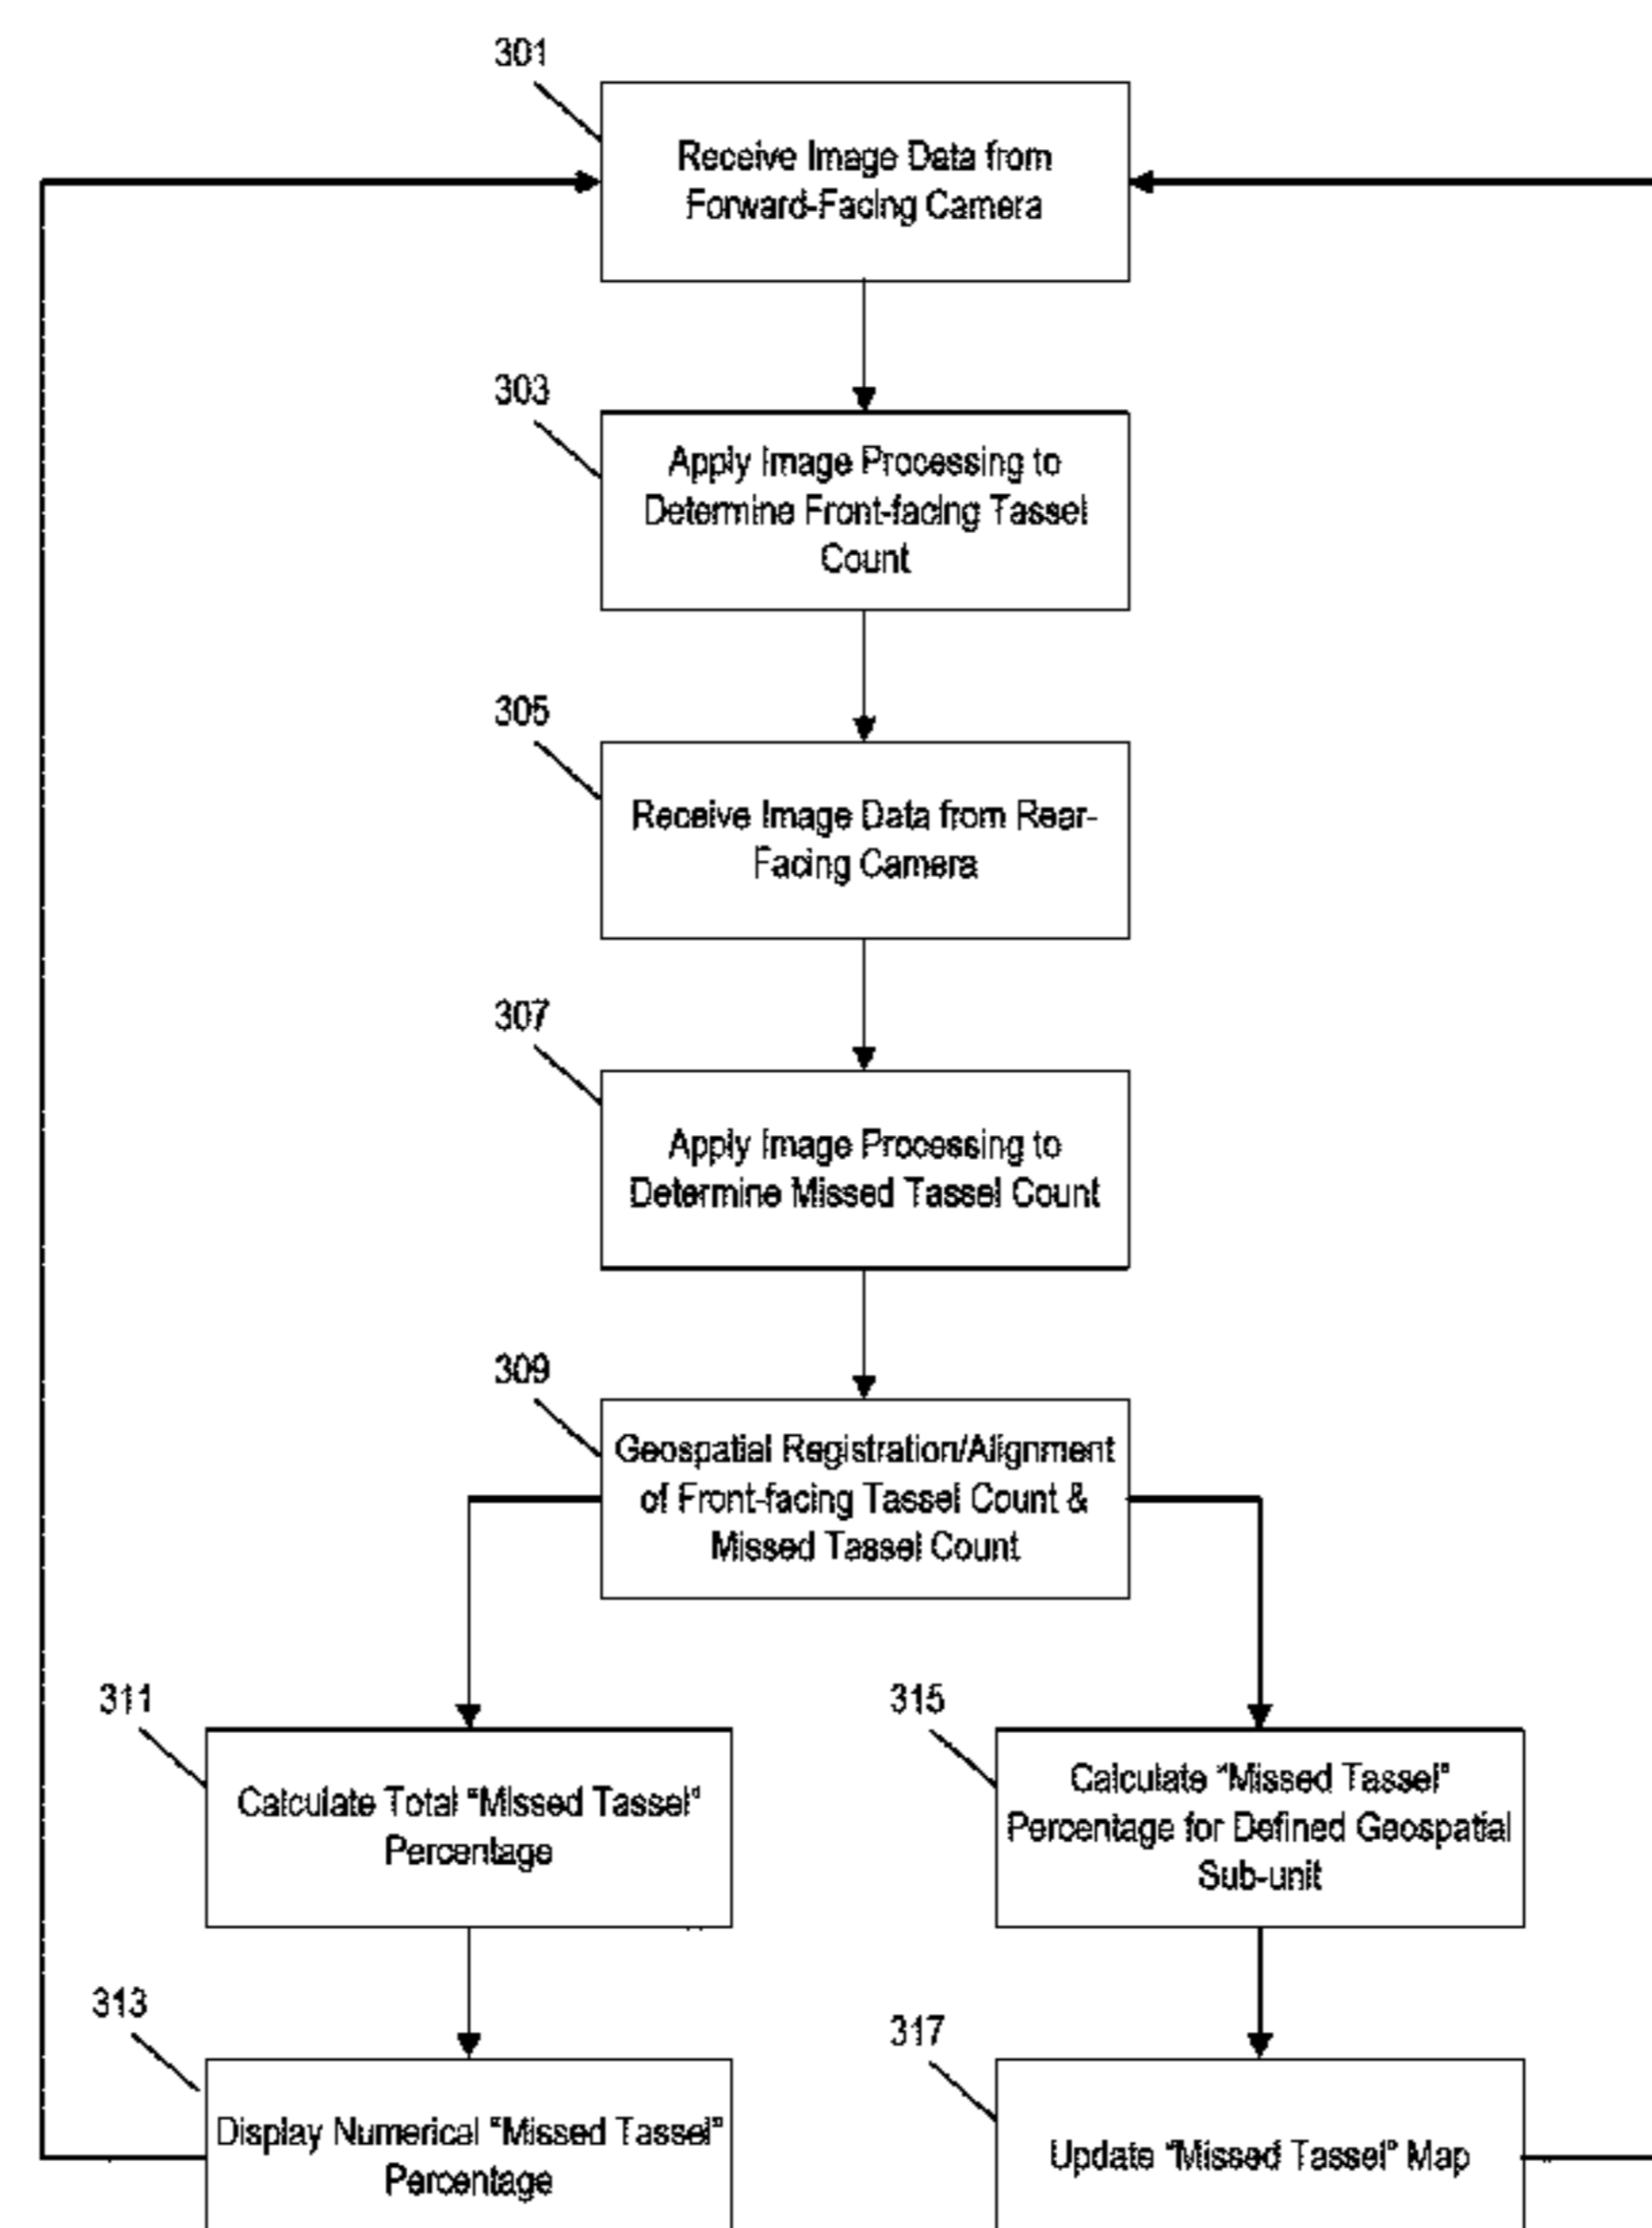 301
Receive Image Data from
Forward-Facing Camera
303
Apply Image Processing to
Determine Front-facing Tassel
Count
305
Receive Image Data from Rear-
Facing Camera
307
Apply Image Processing to
Determine Missed Tassel Count
309
Geospatial Registration/Alignment
of Front-facing Tassel Count &
Missed Tassel Count
311
Calculate Total "Missed Tassel"
Percentage
315
Calculate "Missed Tassel"
Percentage for Defined Geospatial
Sub-unit
313
Display Numerical "Missed Tassel"
Percentage
317
Update "Missed Tassel" Map